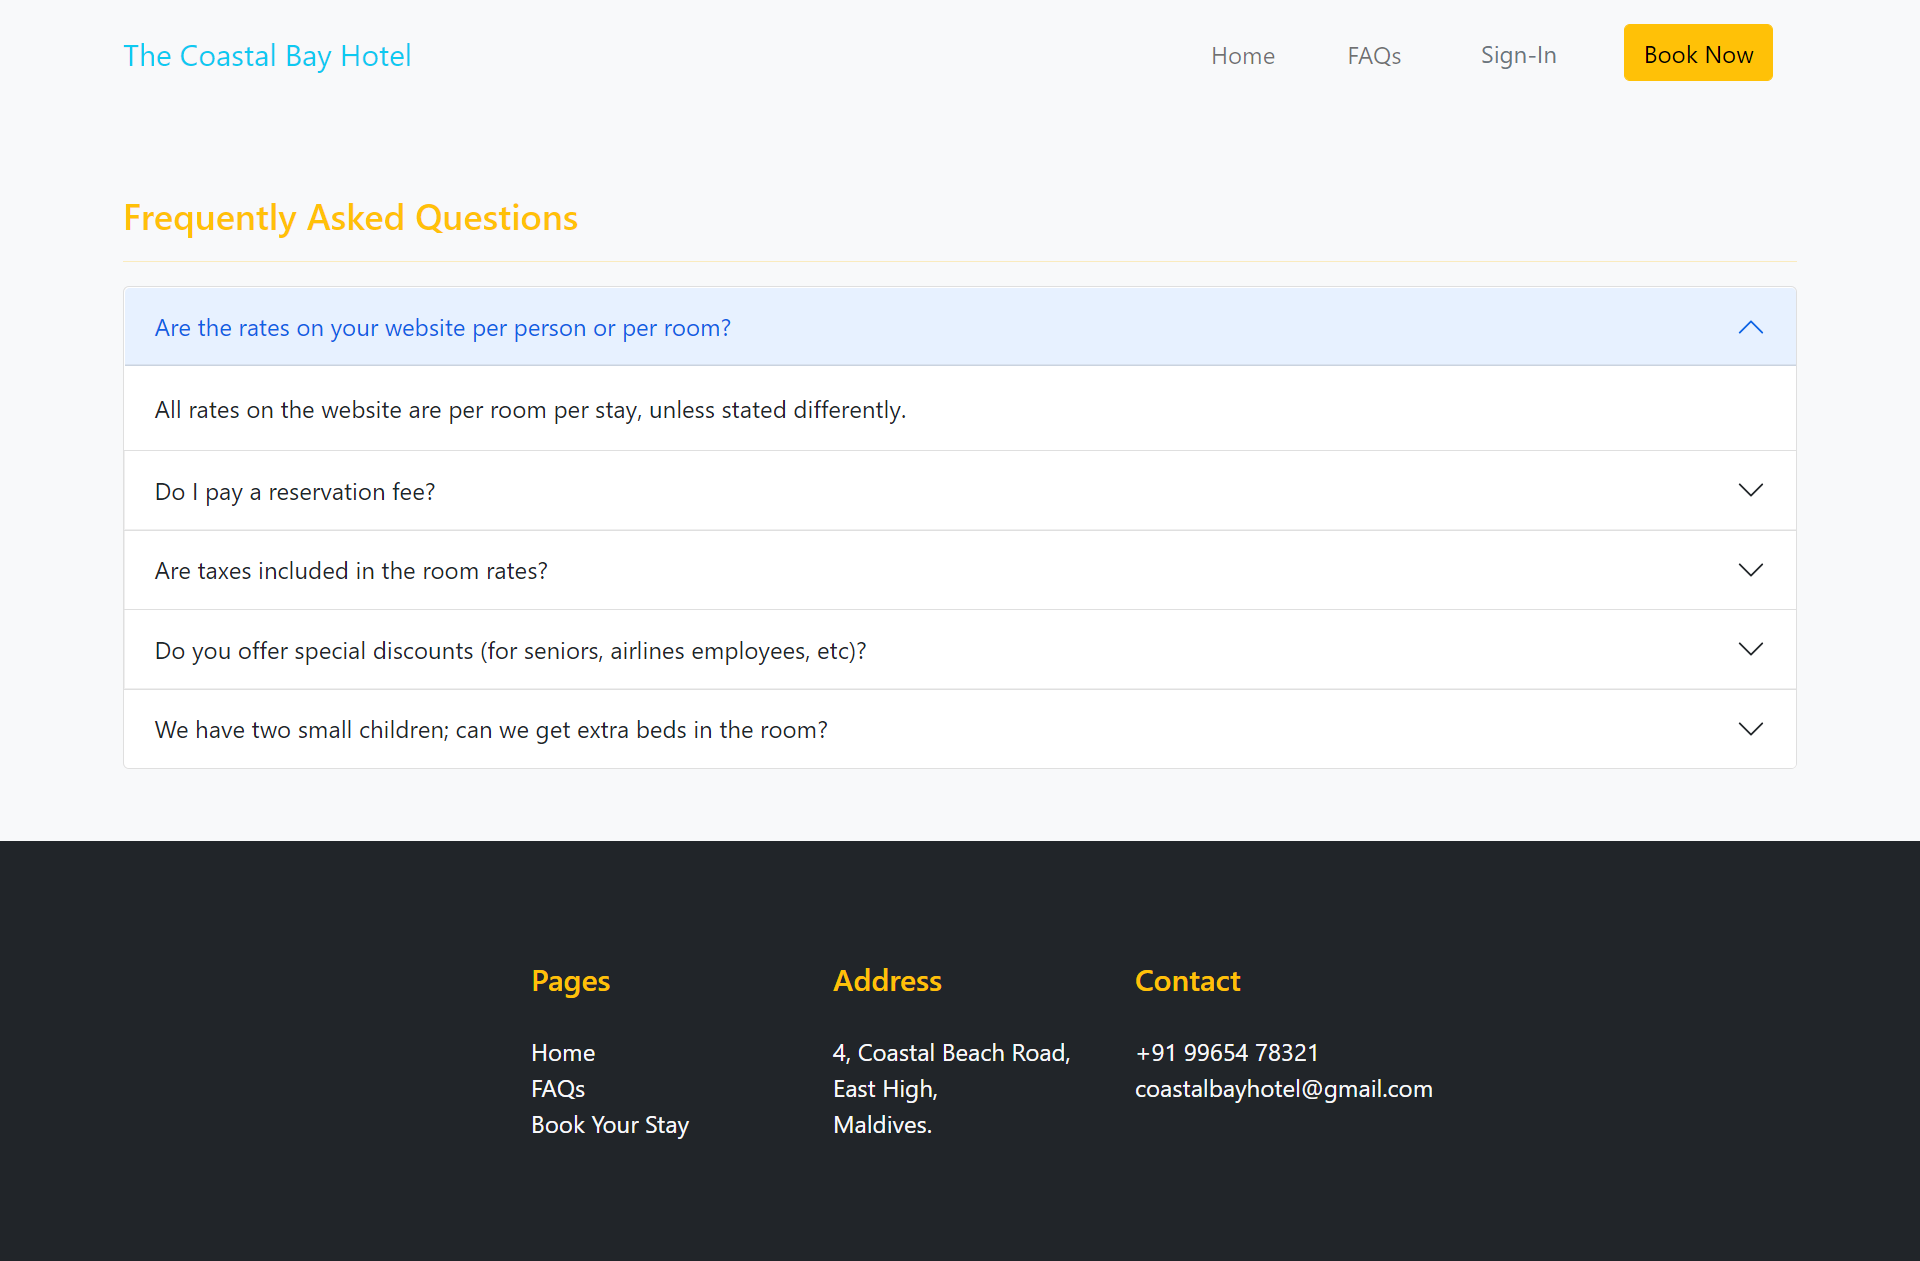 The Coastal Bay Hotel
Home
FAQs
Sign-In
Book Now
Frequently Asked Questions
Are the rates on your website per person or per room?
All rates on the website are per room per stay, unless stated differently.
Do I pay a reservation fee?
Are taxes included in the room rates?
Do you offer special discounts (for seniors, airlines employees, etc)?
We have two small children; can we get extra beds in the room?
Pages
Home
FAQs
Book Your Stay
Address
4, Coastal Beach Road,
East High,
Maldives.
Contact
+91 99654 78321
coastalbayhotel@gmail.com